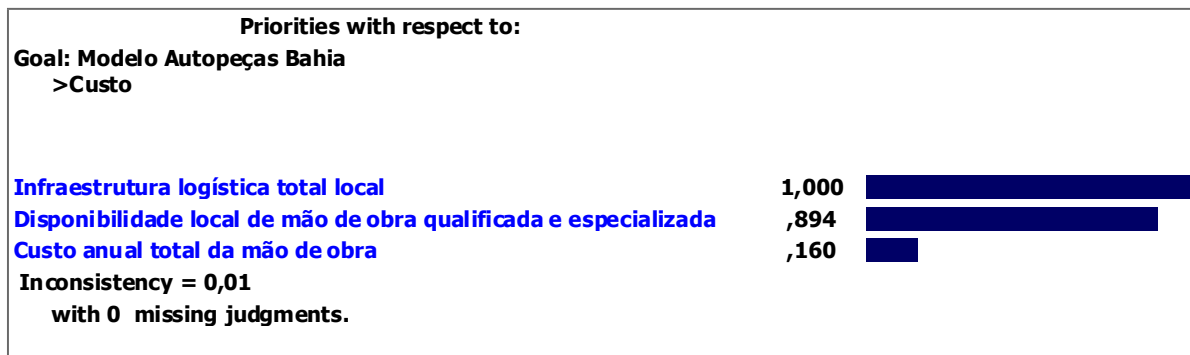 Priorities with respect to:
Goal: Modelo Autopeças Bahia
>Custo
Infraestrutura logística total local 1,000
Disponibilidade local de mão de obra qualificada e especializada ,894
Custo anual total da mão de obra ,160
Inconsistency = 0,01
with 0 missing judgments.